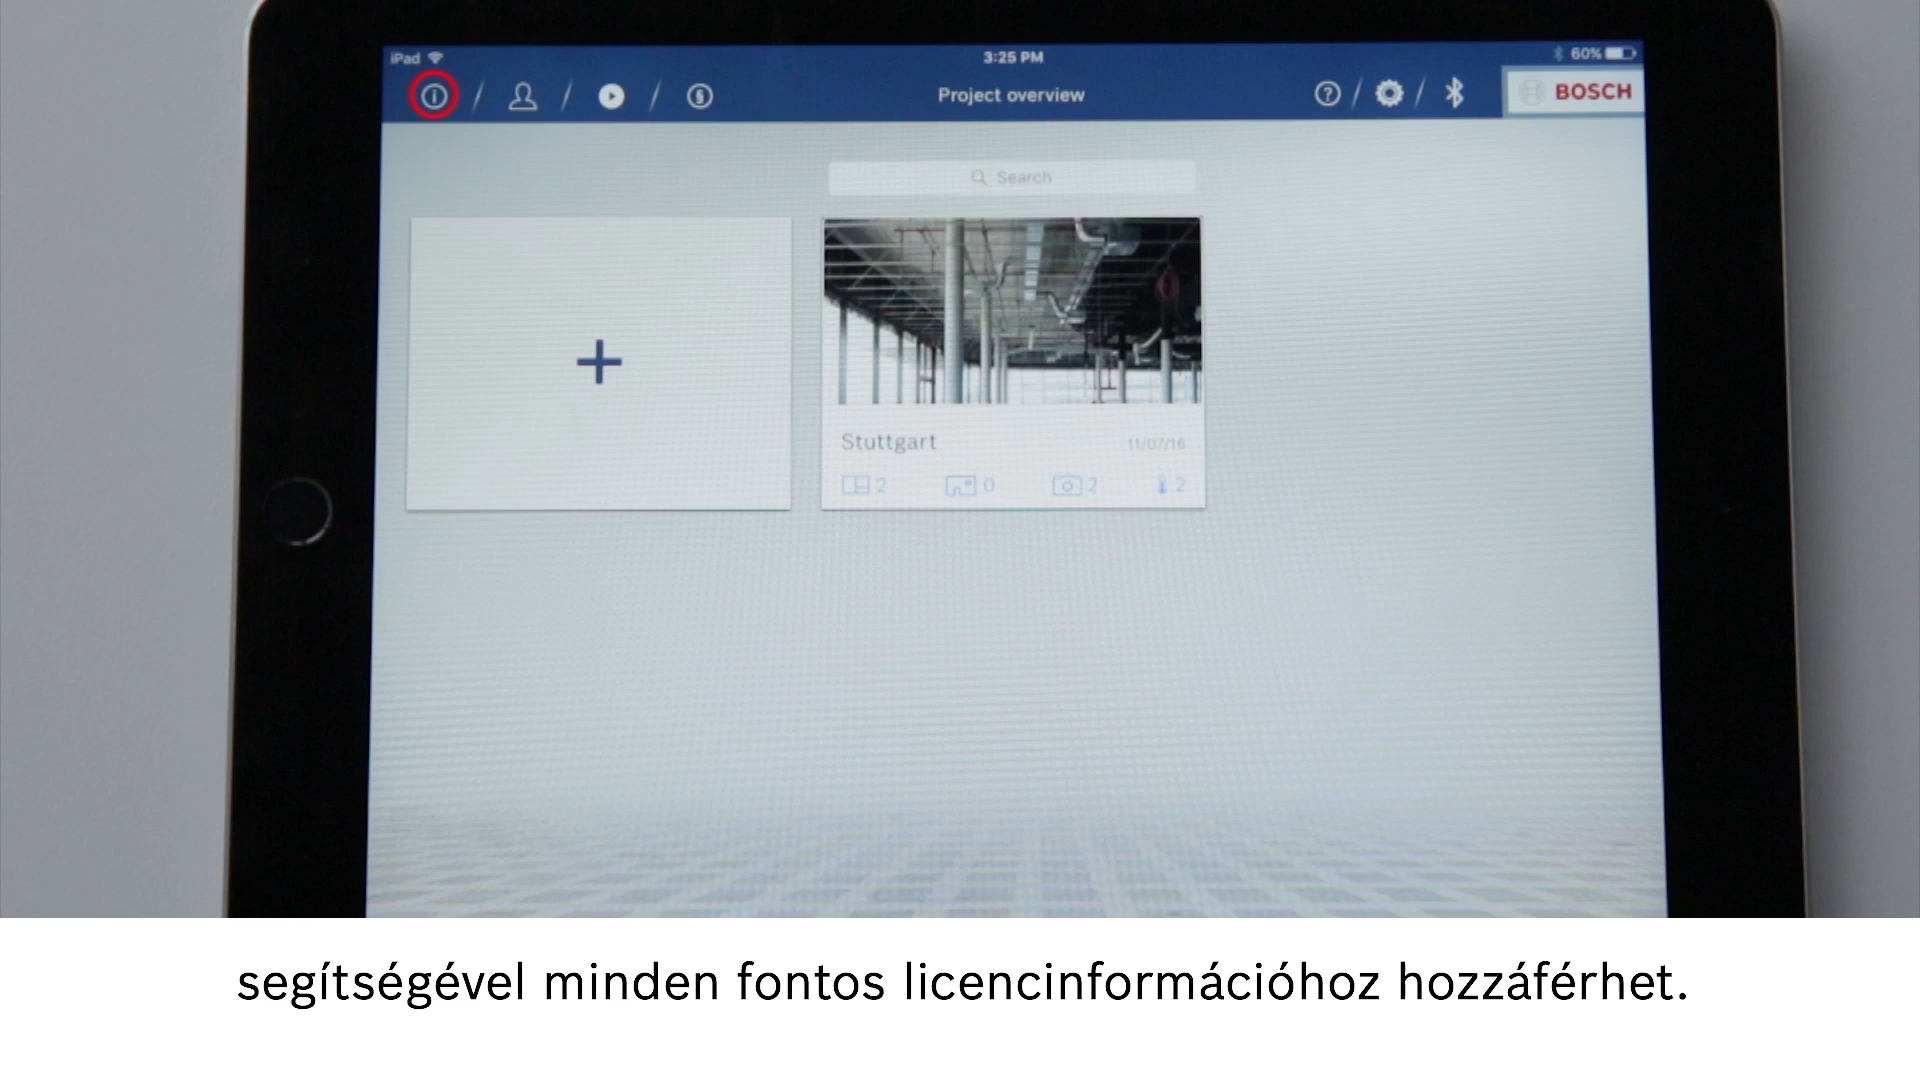 iPad 3:25 PM 60%
Project overview
BOSCH
Search
Stuttgart 11/07/16
2 0 2 2
segítségével minden fontos licencinformációhoz hozzáférhet.